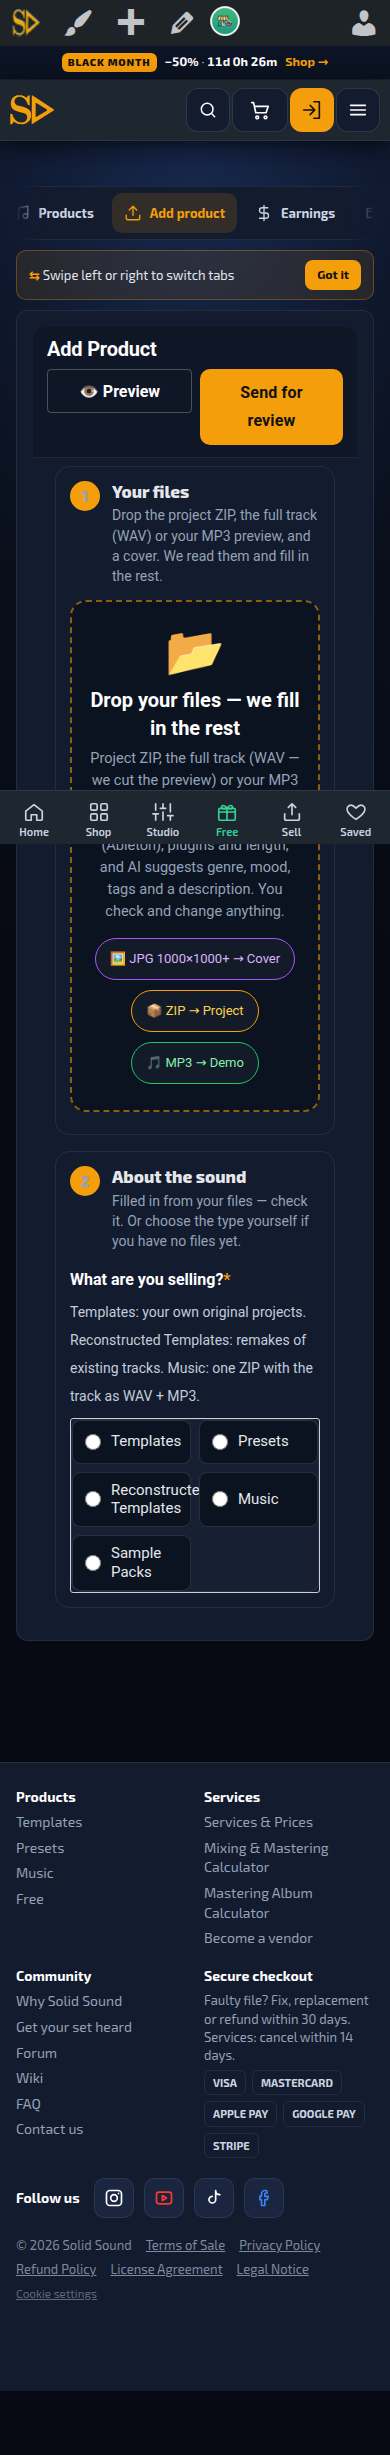 BLACK MONTH −50% · 11d 0h 26m Shop →
Products Add product Earnings
⇆ Swipe left or right to switch tabs Got it
Add Product
Preview
Send for
review
1 Your files
Drop the project ZIP, the full track
(WAV) or your MP3 preview, and
a cover. We read them and fill in
the rest.
Drop your files — we fill
in the rest
Project ZIP, the full track (WAV —
we cut the preview) or your MP3
Home Shop Studio Free Sell Saved
(Ableton), plugins and length,
and AI suggests genre, mood,
tags and a description. You
check and change anything.
JPG 1000×1000+ → Cover
ZIP → Project
MP3 → Demo
2 About the sound
Filled in from your files — check
it. Or choose the type yourself if
you have no files yet.
What are you selling?*
Templates: your own original projects.
Reconstructed Templates: remakes of
existing tracks. Music: one ZIP with the
track as WAV + MP3.
Templates Presets
Reconstructe
Templates
Music
Sample
Packs
Products
Templates
Presets
Music
Free
Services
Services & Prices
Mixing & Mastering
Calculator
Mastering Album
Calculator
Become a vendor
Community
Why Solid Sound
Get your set heard
Forum
Wiki
FAQ
Contact us
Secure checkout
Faulty file? Fix, replacement
or refund within 30 days.
Services: cancel within 14
days.
VISA MASTERCARD
APPLE PAY GOOGLE PAY
STRIPE
Follow us
© 2026 Solid Sound Terms of Sale Privacy Policy
Refund Policy License Agreement Legal Notice
Cookie settings